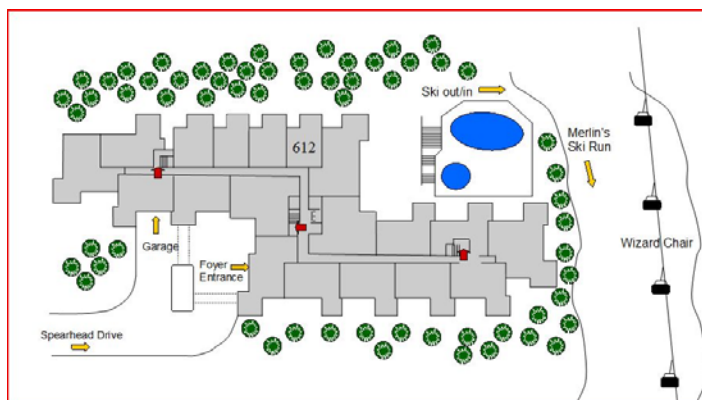 Ski out/in
612
Merlin's
Ski Run
Garage
Wizard Chair
Foyer
Entrance
Spearhead Drive